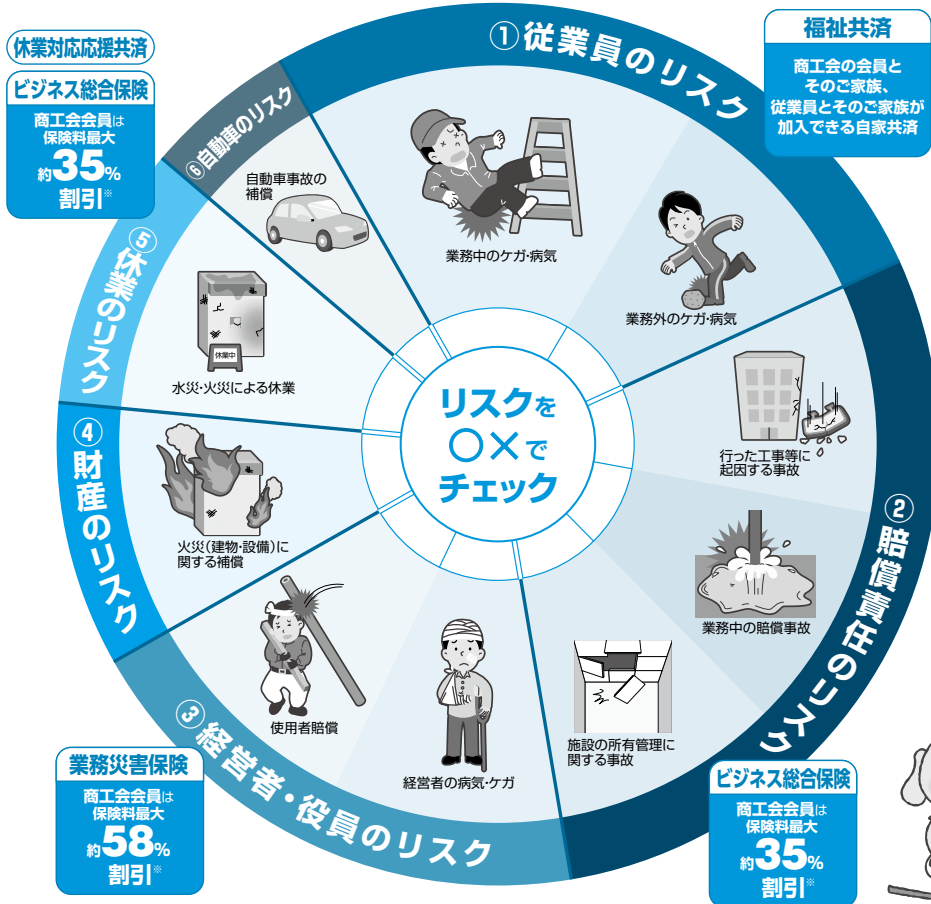 休業対応応援共済
ビジネス総合保険
商工会会員は
保険料最大
約35%
割引※
福祉共済
商工会の会員と
そのご家族、
従業員とそのご家族が
加入できる自家共済
①従業員のリスク
業務中のケガ・病気
業務外のケガ・病気
②賠償責任のリスク
行った工事等に
起因する事故
業務中の賠償事故
施設の所有管理に
関する事故
ビジネス総合保険
商工会会員は
保険料最大
約35%
割引※
③経営者・役員のリスク
経営者の病気・ケガ
使用者賠償
業務災害保険
商工会会員は
保険料最大
約58%
割引※
④財産のリスク
火災(建物・設備)に
関する補償
⑤休業のリスク
休業中
水災・火災による休業
⑥自動車のリスク
自動車事故の
補償
リスクを
○×で
チェック